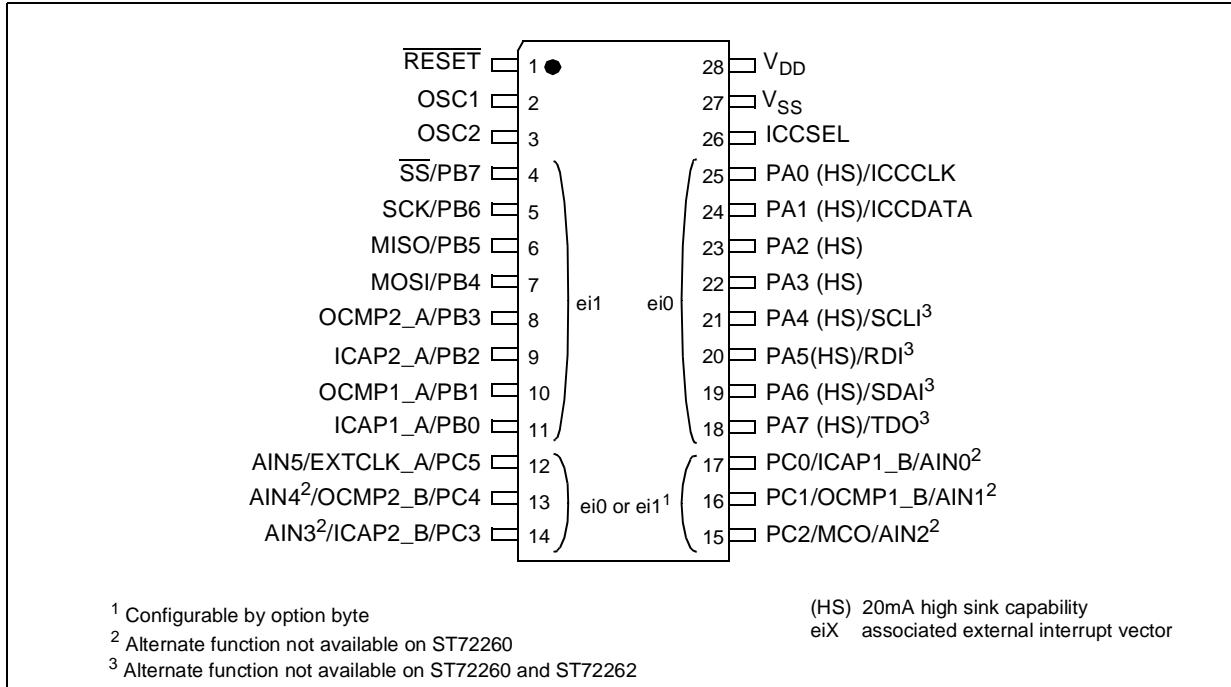 RESET 1 28 VDD
OSC1 2 27 VSS
OSC2 3 26 ICCSEL
SS/PB7 4 25 PA0 (HS)/ICCCLK
SCK/PB6 5 24 PA1 (HS)/ICCDATA
MISO/PB5 6 23 PA2 (HS)
MOSI/PB4 7 22 PA3 (HS)
ei1 ei0
OCMP2_A/PB3 8 21 PA4 (HS)/SCLI³
ICAP2_A/PB2 9 20 PA5(HS)/RDI³
OCMP1_A/PB1 10 19 PA6 (HS)/SDAI³
ICAP1_A/PB0 11 18 PA7 (HS)/TDO³
AIN5/EXTCLK_A/PC5 12 17 PC0/ICAP1_B/AIN0²
AIN4²/OCMP2_B/PC4 13 ei0 or ei1¹ 16 PC1/OCMP1_B/AIN1²
AIN3²/ICAP2_B/PC3 14 15 PC2/MCO/AIN2²
¹ Configurable by option byte
² Alternate function not available on ST72260
³ Alternate function not available on ST72260 and ST72262
(HS) 20mA high sink capability
eiX associated external interrupt vector